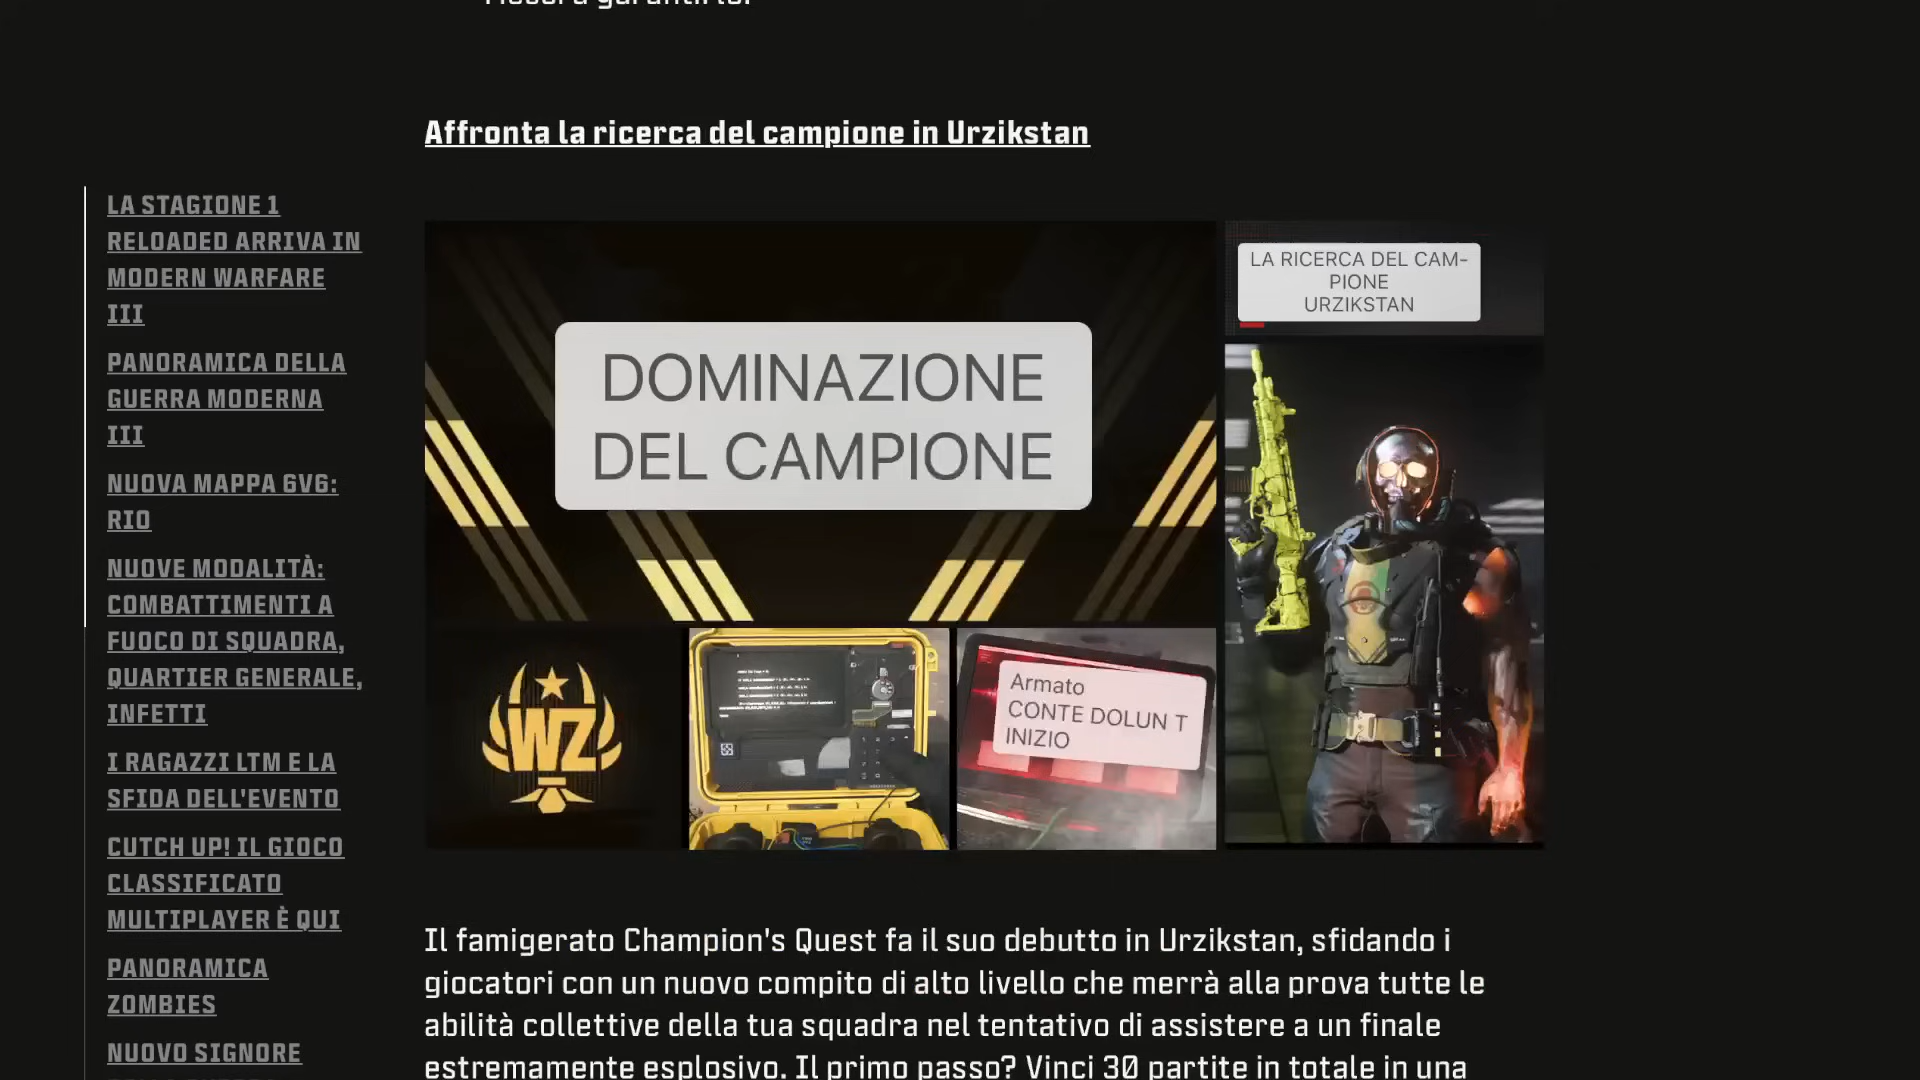 Affronta la ricerca del campione in Urzikstan
LA STAGIONE 1
RELOADED ARRIVA IN
MODERN WARFARE
III
PANORAMICA DELLA
GUERRA MODERNA
III
NUOVA MAPPA 6V6:
RIO
NUOVE MODALITÀ:
COMBATTIMENTI A
FUOCO DI SQUADRA,
QUARTIER GENERALE,
INFETTI
I RAGAZZI LTM E LA
SFIDA DELL'EVENTO
CUTCH UP! IL GIOCO
CLASSIFICATO
MULTIPLAYER È QUI
PANORAMICA
ZOMBIES
NUOVO SIGNORE
DOMINAZIONE
DEL CAMPIONE
LA RICERCA DEL CAM-
PIONE
URZIKSTAN
WZ
Armato
CONTE DOLUN T
INIZIO
Il famigerato Champion's Quest fa il suo debutto in Urzikstan, sfidando i
giocatori con un nuovo compito di alto livello che merrà alla prova tutte le
abilità collettive della tua squadra nel tentativo di assistere a un finale
estremamente esplosivo. Il primo passo? Vinci 30 partite in totale in una